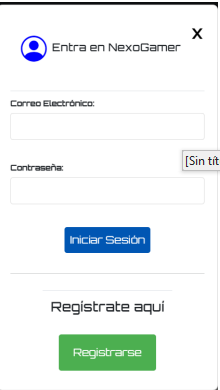 X
Entra en NexoGamer
Correo Electrónico:
[Sin tít
Contraseña:
Iniciar Sesión
Registrate aquí
Registrarse